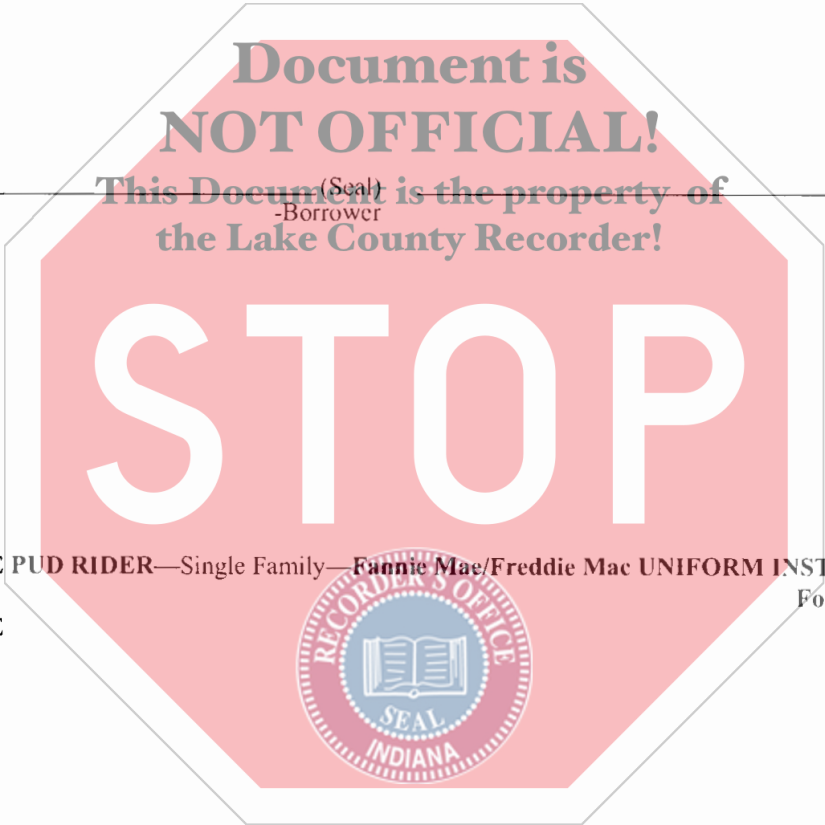 Document is
NOT OFFICIAL!
(Seal)
This Document is the property of
-Borrower
the Lake County Recorder!
STOP
PUD RIDER—Single Family—Fannie Mae/Freddie Mac UNIFORM INST
Fo
RECORDER'S OFFICE
SEAL
INDIANA